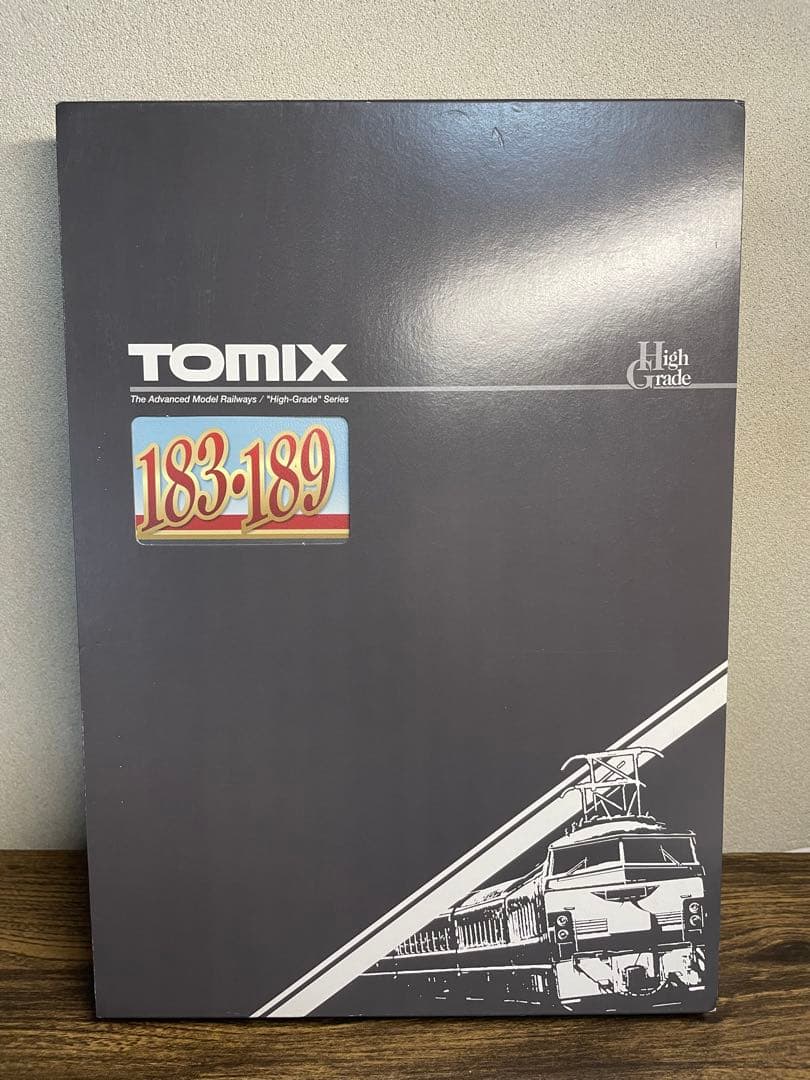 TOMIX
High
Grade
The Advanced Model Railways / "High-Grade" Series
183•189